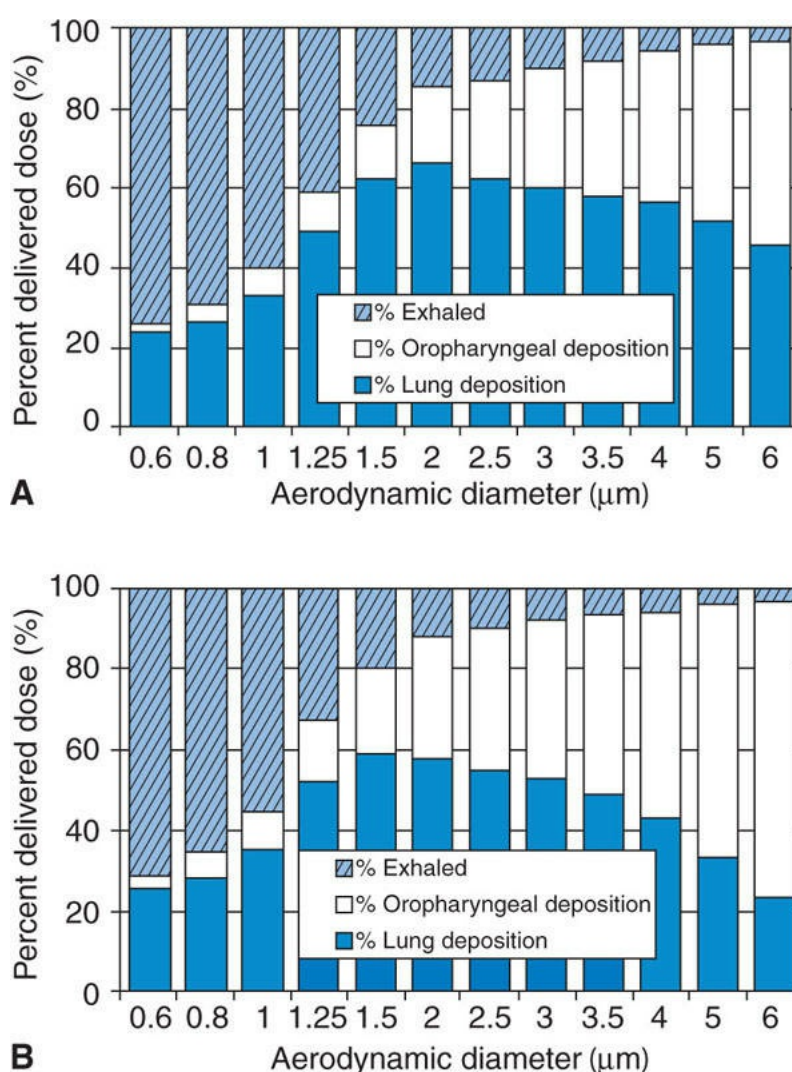 Percent delivered dose (%)
100
80
60
40
20
0
% Exhaled
% Oropharyngeal deposition
% Lung deposition
0.6 0.8 1 1.25 1.5 2 2.5 3 3.5 4 5 6
A
Aerodynamic diameter (μm)
Percent delivered dose (%)
100
80
60
40
20
0
% Exhaled
% Oropharyngeal deposition
% Lung deposition
0.6 0.8 1 1.25 1.5 2 2.5 3 3.5 4 5 6
B
Aerodynamic diameter (μm)